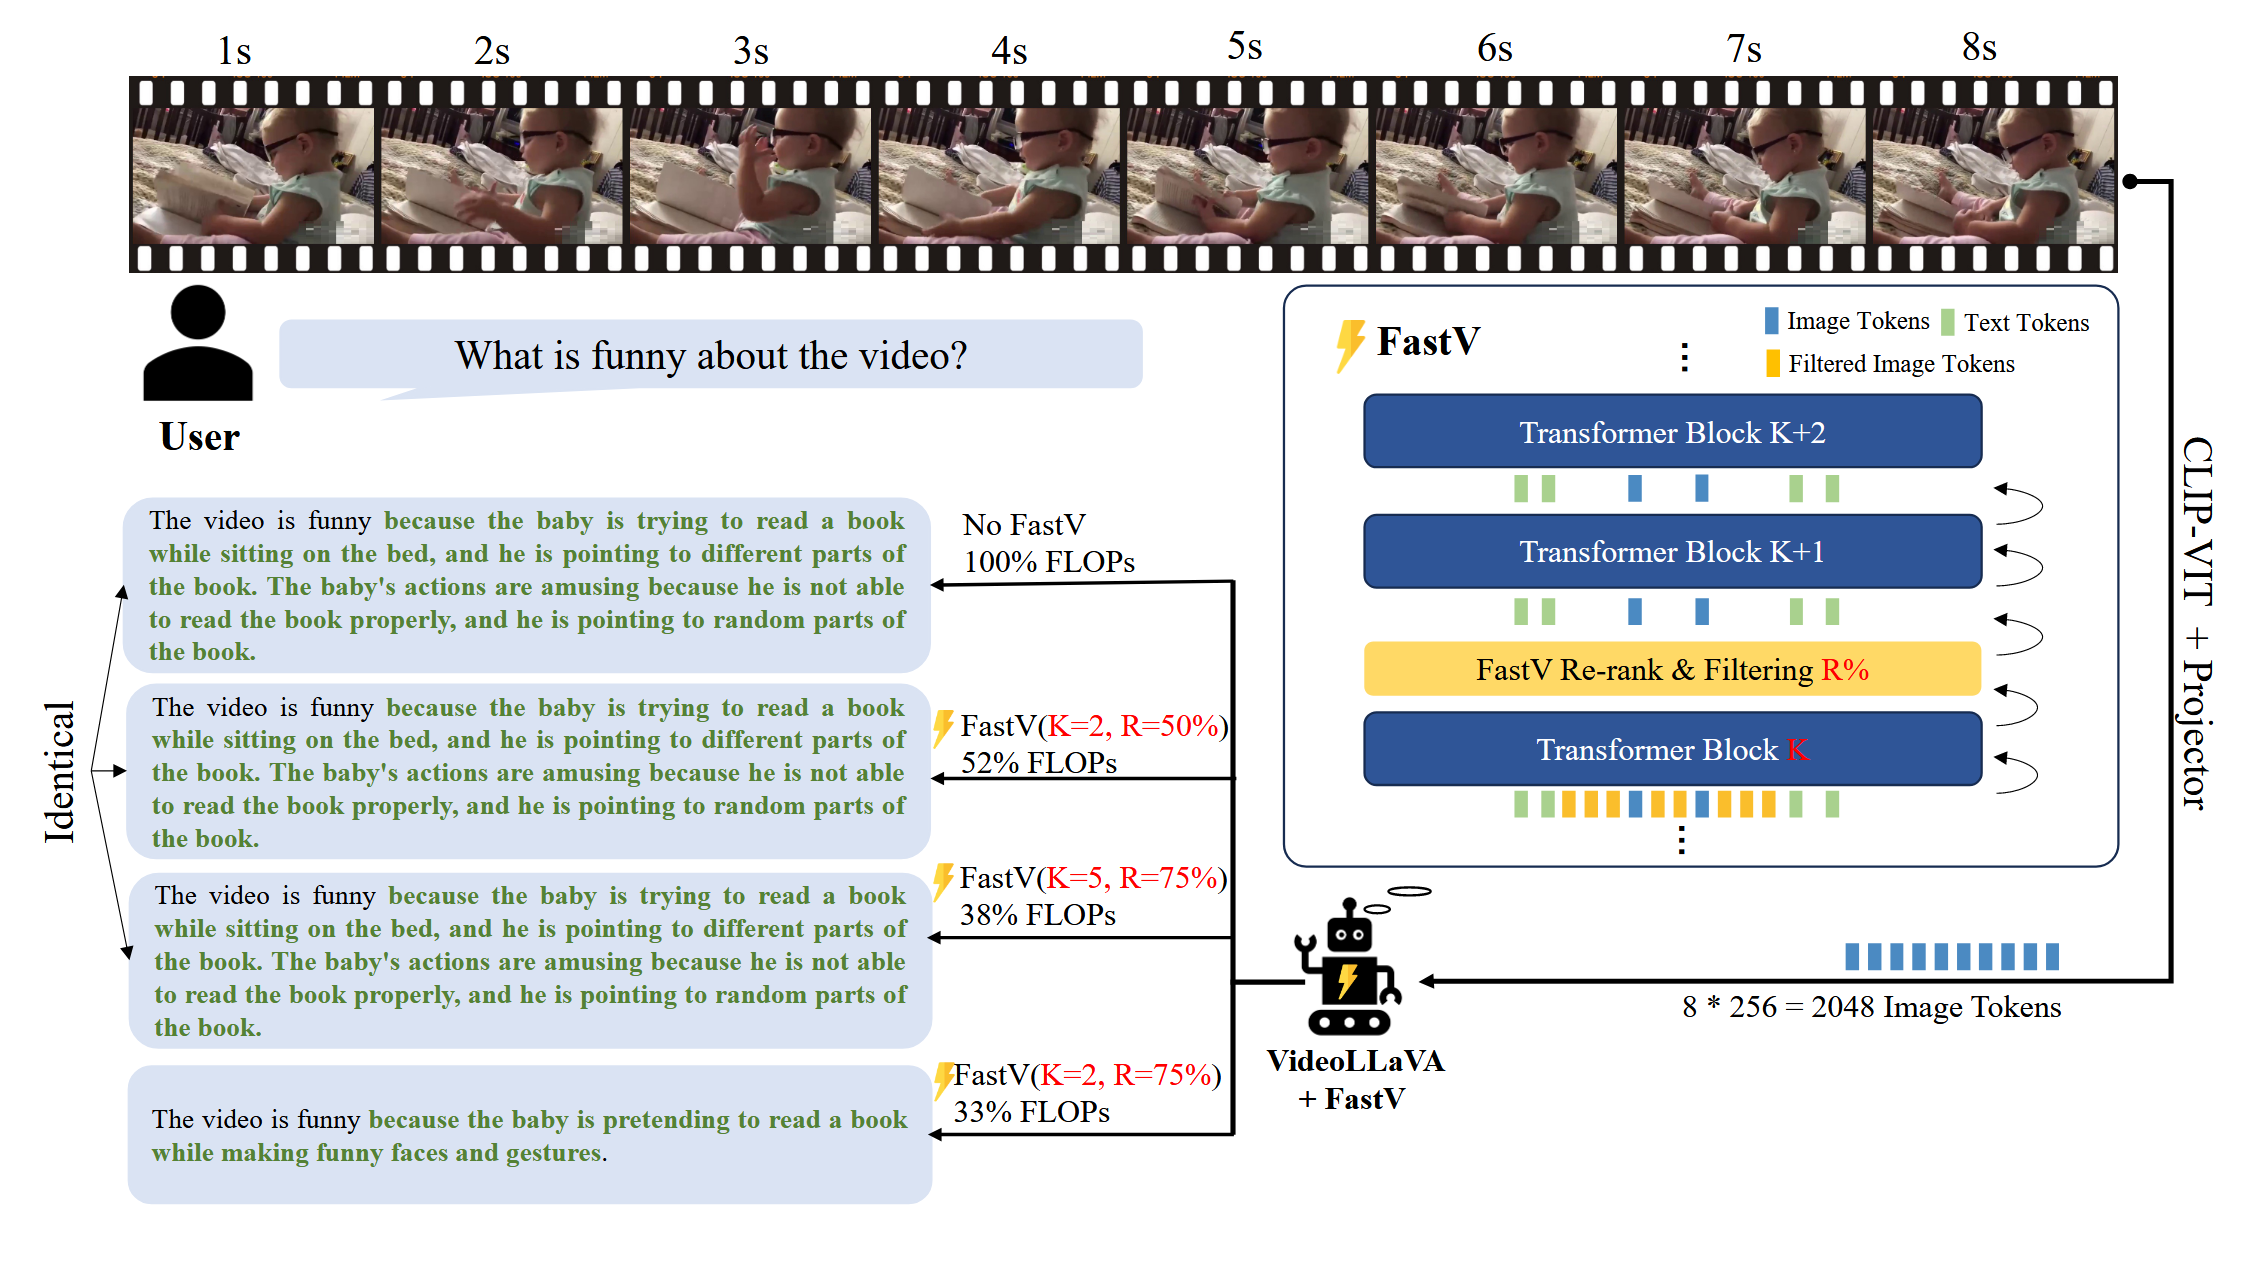 1s 2s 3s 4s 5s 6s 7s 8s
What is funny about the video?
User
FastV
Image Tokens
Text Tokens
Filtered Image Tokens
Transformer Block K+2
Transformer Block K+1
FastV Re-rank & Filtering R%
Transformer Block K
CLIP-VIT + Projector
8 * 256 = 2048 Image Tokens
VideoLLaVA
+ FastV
Identical
No FastV
100% FLOPs
The video is funny because the baby is trying to read a book
while sitting on the bed, and he is pointing to different parts of
the book. The baby's actions are amusing because he is not able
to read the book properly, and he is pointing to random parts of
the book.
FastV(K=2, R=50%)
52% FLOPs
The video is funny because the baby is trying to read a book
while sitting on the bed, and he is pointing to different parts of
the book. The baby's actions are amusing because he is not able
to read the book properly, and he is pointing to random parts of
the book.
FastV(K=5, R=75%)
38% FLOPs
The video is funny because the baby is trying to read a book
while sitting on the bed, and he is pointing to different parts of
the book. The baby's actions are amusing because he is not able
to read the book properly, and he is pointing to random parts of
the book.
FastV(K=2, R=75%)
33% FLOPs
The video is funny because the baby is pretending to read a book
while making funny faces and gestures.